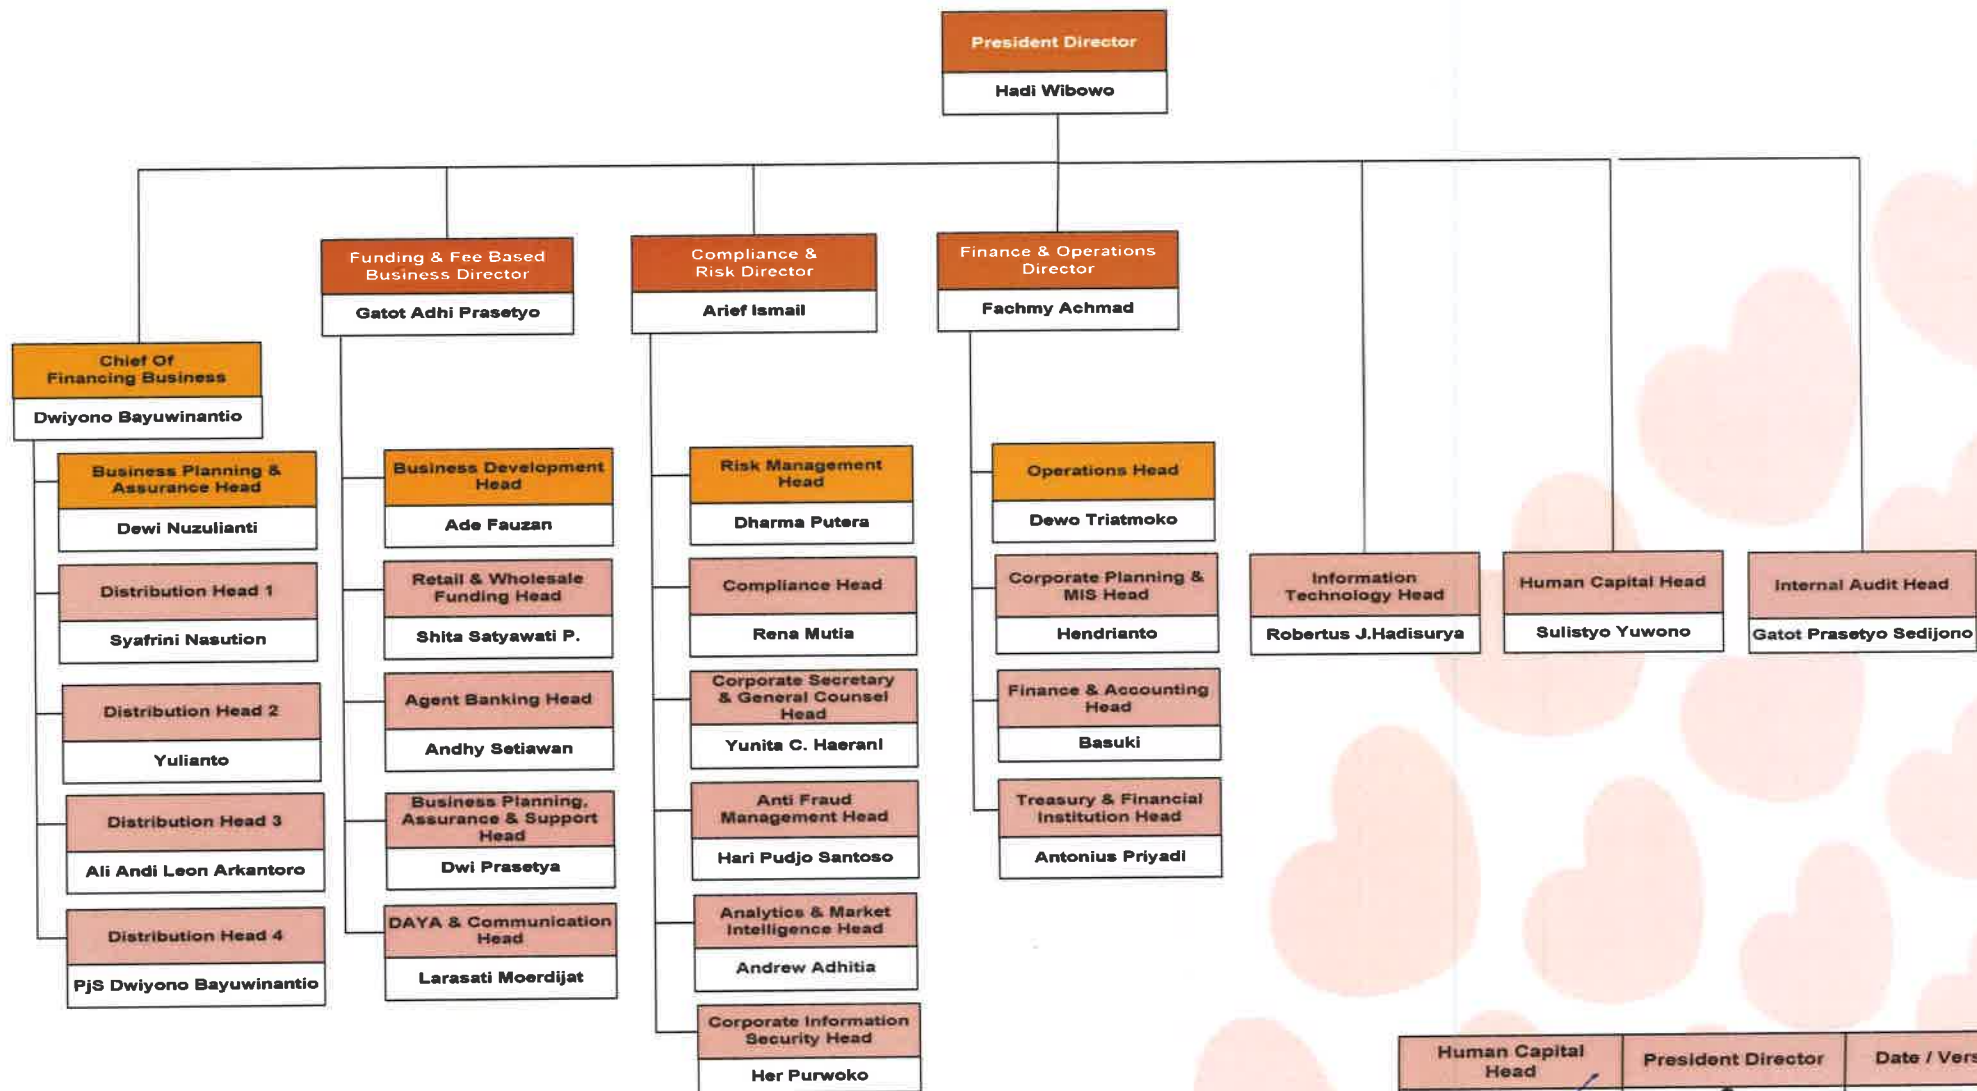 President Director
Hadi Wibowo
Funding & Fee Based
Business Director
Gatot Adhi Prasetyo
Compliance &
Risk Director
Arief Ismail
Finance & Operations
Director
Fachmy Achmad
Chief Of
Financing Business
Dwiyono Bayuwinantio
Business Planning &
Assurance Head
Dewi Nuzulianti
Distribution Head 1
Syafrini Nasution
Distribution Head 2
Yulianto
Distribution Head 3
Ali Andi Leon Arkantoro
Distribution Head 4
PjS Dwiyono Bayuwinantio
Business Development
Head
Ade Fauzan
Retail & Wholesale
Funding Head
Shita Satyawati P.
Agent Banking Head
Andhy Setiawan
Business Planning,
Assurance & Support
Head
Dwi Prasetya
DAYA & Communication
Head
Larasati Moerdijat
Risk Management
Head
Dharma Putera
Compliance Head
Rena Mutia
Corporate Secretary
& General Counsel
Head
Yunita C. Haerani
Anti Fraud
Management Head
Hari Pudjo Santoso
Analytics & Market
Intelligence Head
Andrew Adhitia
Corporate Information
Security Head
Her Purwoko
Operations Head
Dewo Triatmoko
Corporate Planning &
MIS Head
Hendrianto
Finance & Accounting
Head
Basuki
Treasury & Financial
Institution Head
Antonius Priyadi
Information
Technology Head
Robertus J.Hadisurya
Human Capital Head
Sulistyo Yuwono
Internal Audit Head
Gatot Prasetyo Sedijono
Human Capital
Head
President Director
Date / Vers